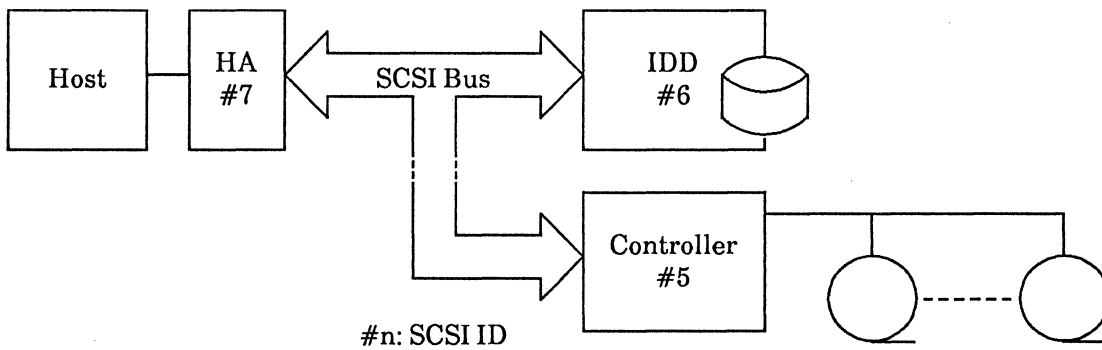 Host
HA
#7
SCSI Bus
IDD
#6
Controller
#5
#n: SCSI ID